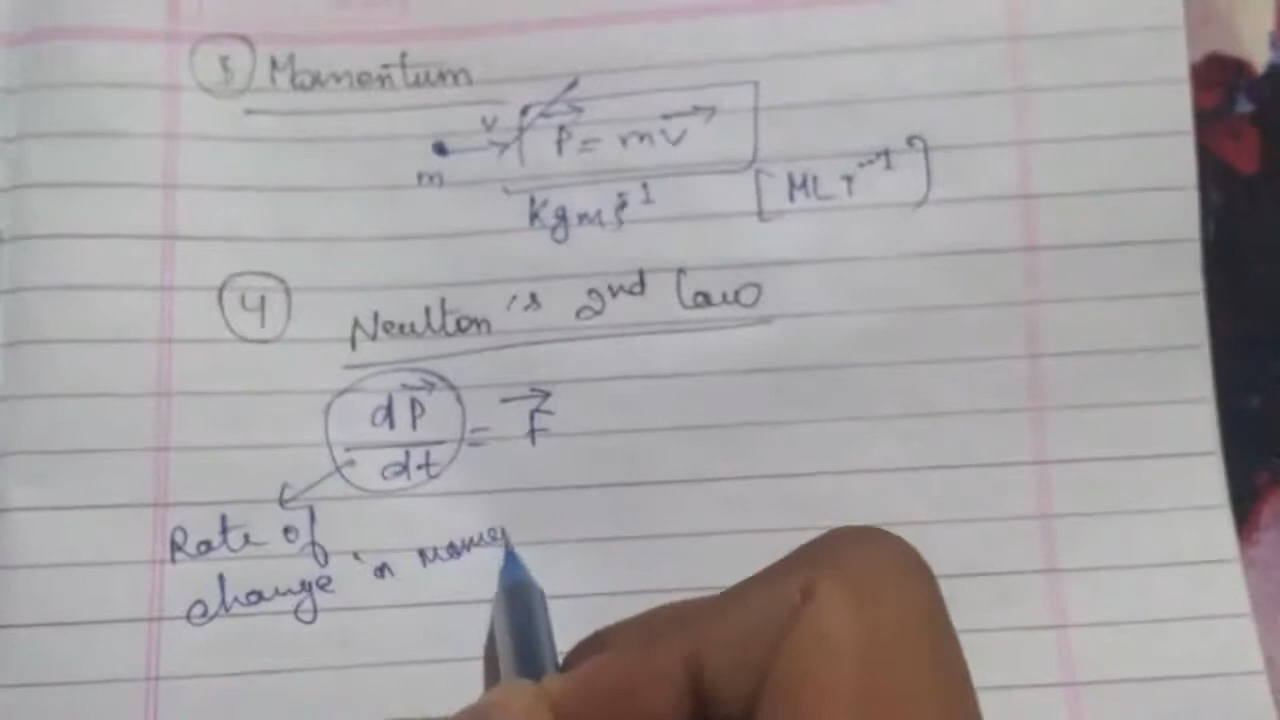 3 Momentum
v
P = mv
m
Kgms-1 [MLT-1]
4 Newton's 2nd law
dP/dt = F
Rate of
change in mome